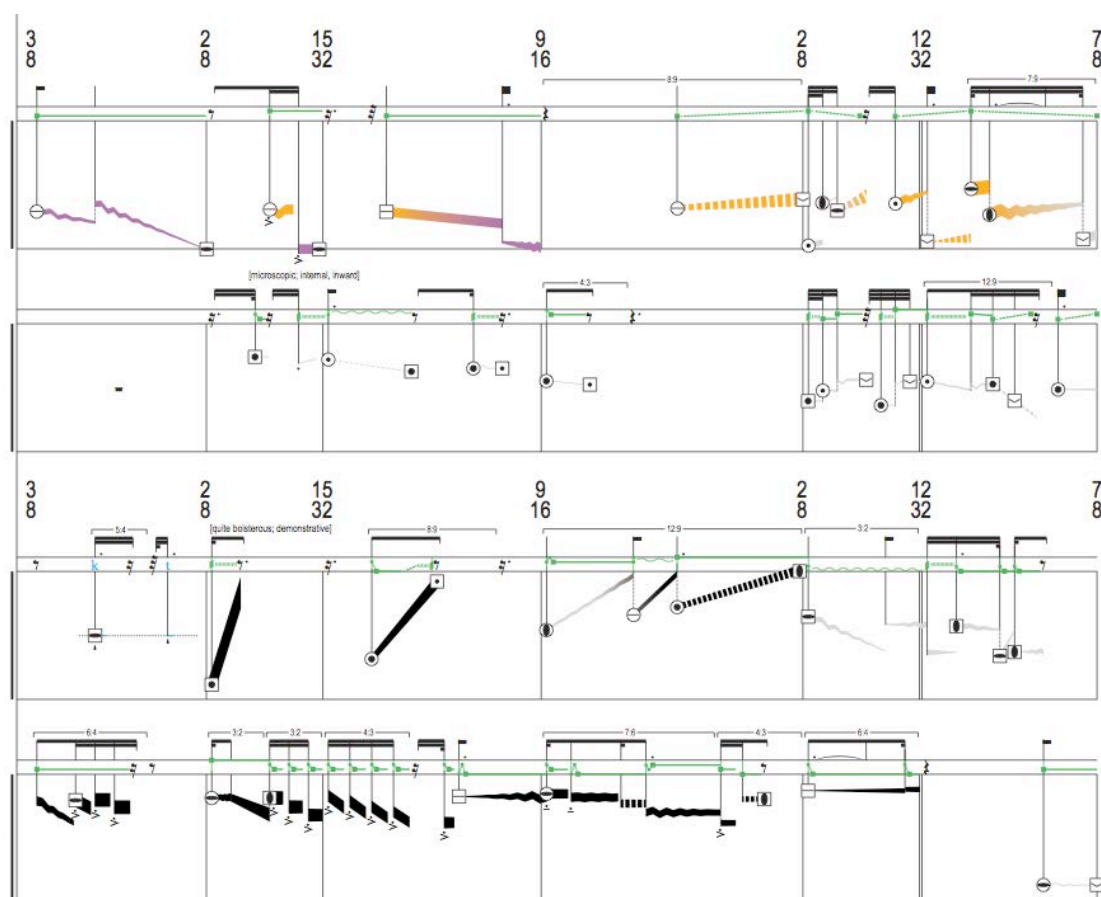 3 2 15 9 2 12 7
8 8 32 16 8 32 8
8:9 7:9
[microscopic; internal, inward]
4:3 12:9
3 2 15 9 2 12 7
8 8 32 16 8 32 8
5:4 [quite boisterous; demonstrative] 8:9 12:9 3:2
k t
6:4 3:2 3:2 4:3 7:6 4:3 6:4